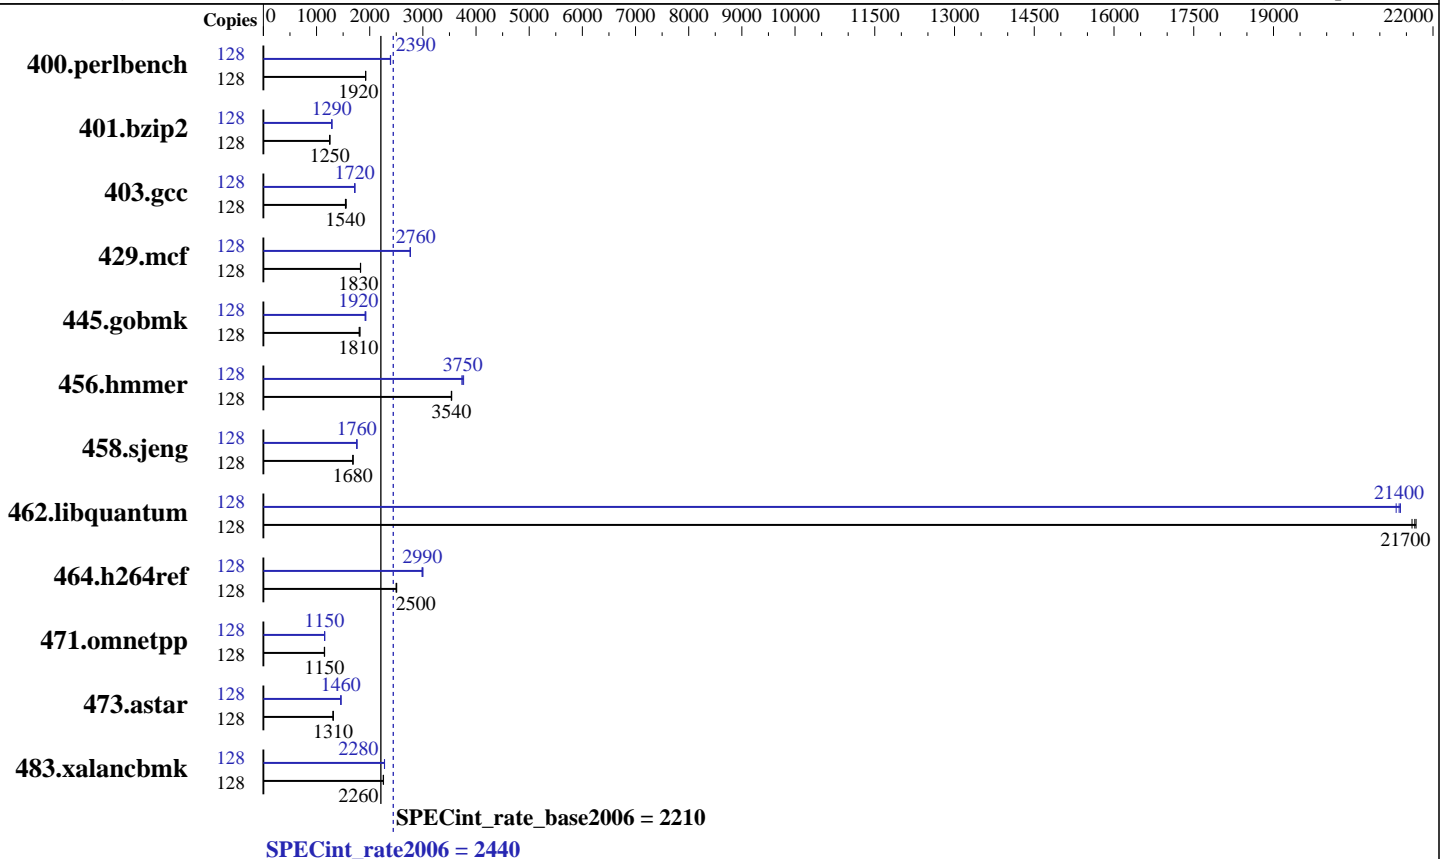 Copies 0 1000 2000 3000 4000 5000 6000 7000 8000 9000 10000 11500 13000 14500 16000 17500 19000 22000
2390
400.perlbench 128
128
1920
1290
401.bzip2 128
128
1250
1720
403.gcc 128
128
1540
2760
429.mcf 128
128
1830
1920
445.gobmk 128
128
1810
3750
456.hmmer 128
128
3540
1760
458.sjeng 128
128
1680
21400
462.libquantum 128
128
21700
2990
464.h264ref 128
128
2500
1150
471.omnetpp 128
128
1150
1460
473.astar 128
128
1310
2280
483.xalancbmk 128
128
2260
SPECint_rate_base2006 = 2210
SPECint_rate2006 = 2440